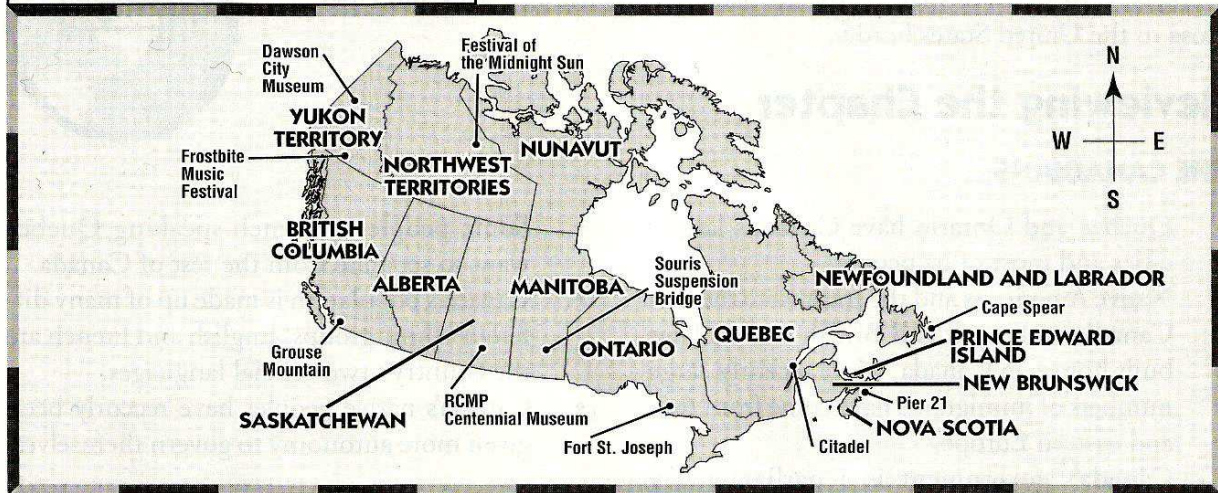 Dawson
City
Museum
Festival of
the Midnight Sun
YUKON
TERRITORY
NUNAVUT
Frostbite
Music
Festival
NORTHWEST
TERRITORIES
BRITISH
COLUMBIA
ALBERTA
MANITOBA
Souris
Suspension
Bridge
NEWFOUNDLAND AND LABRADOR
Cape Spear
QUEBEC
ONTARIO
PRINCE EDWARD
ISLAND
NEW BRUNSWICK
Pier 21
NOVA SCOTIA
Grouse
Mountain
SASKATCHEWAN
RCMP
Centennial Museum
Fort St. Joseph
Citadel
N
W
E
S